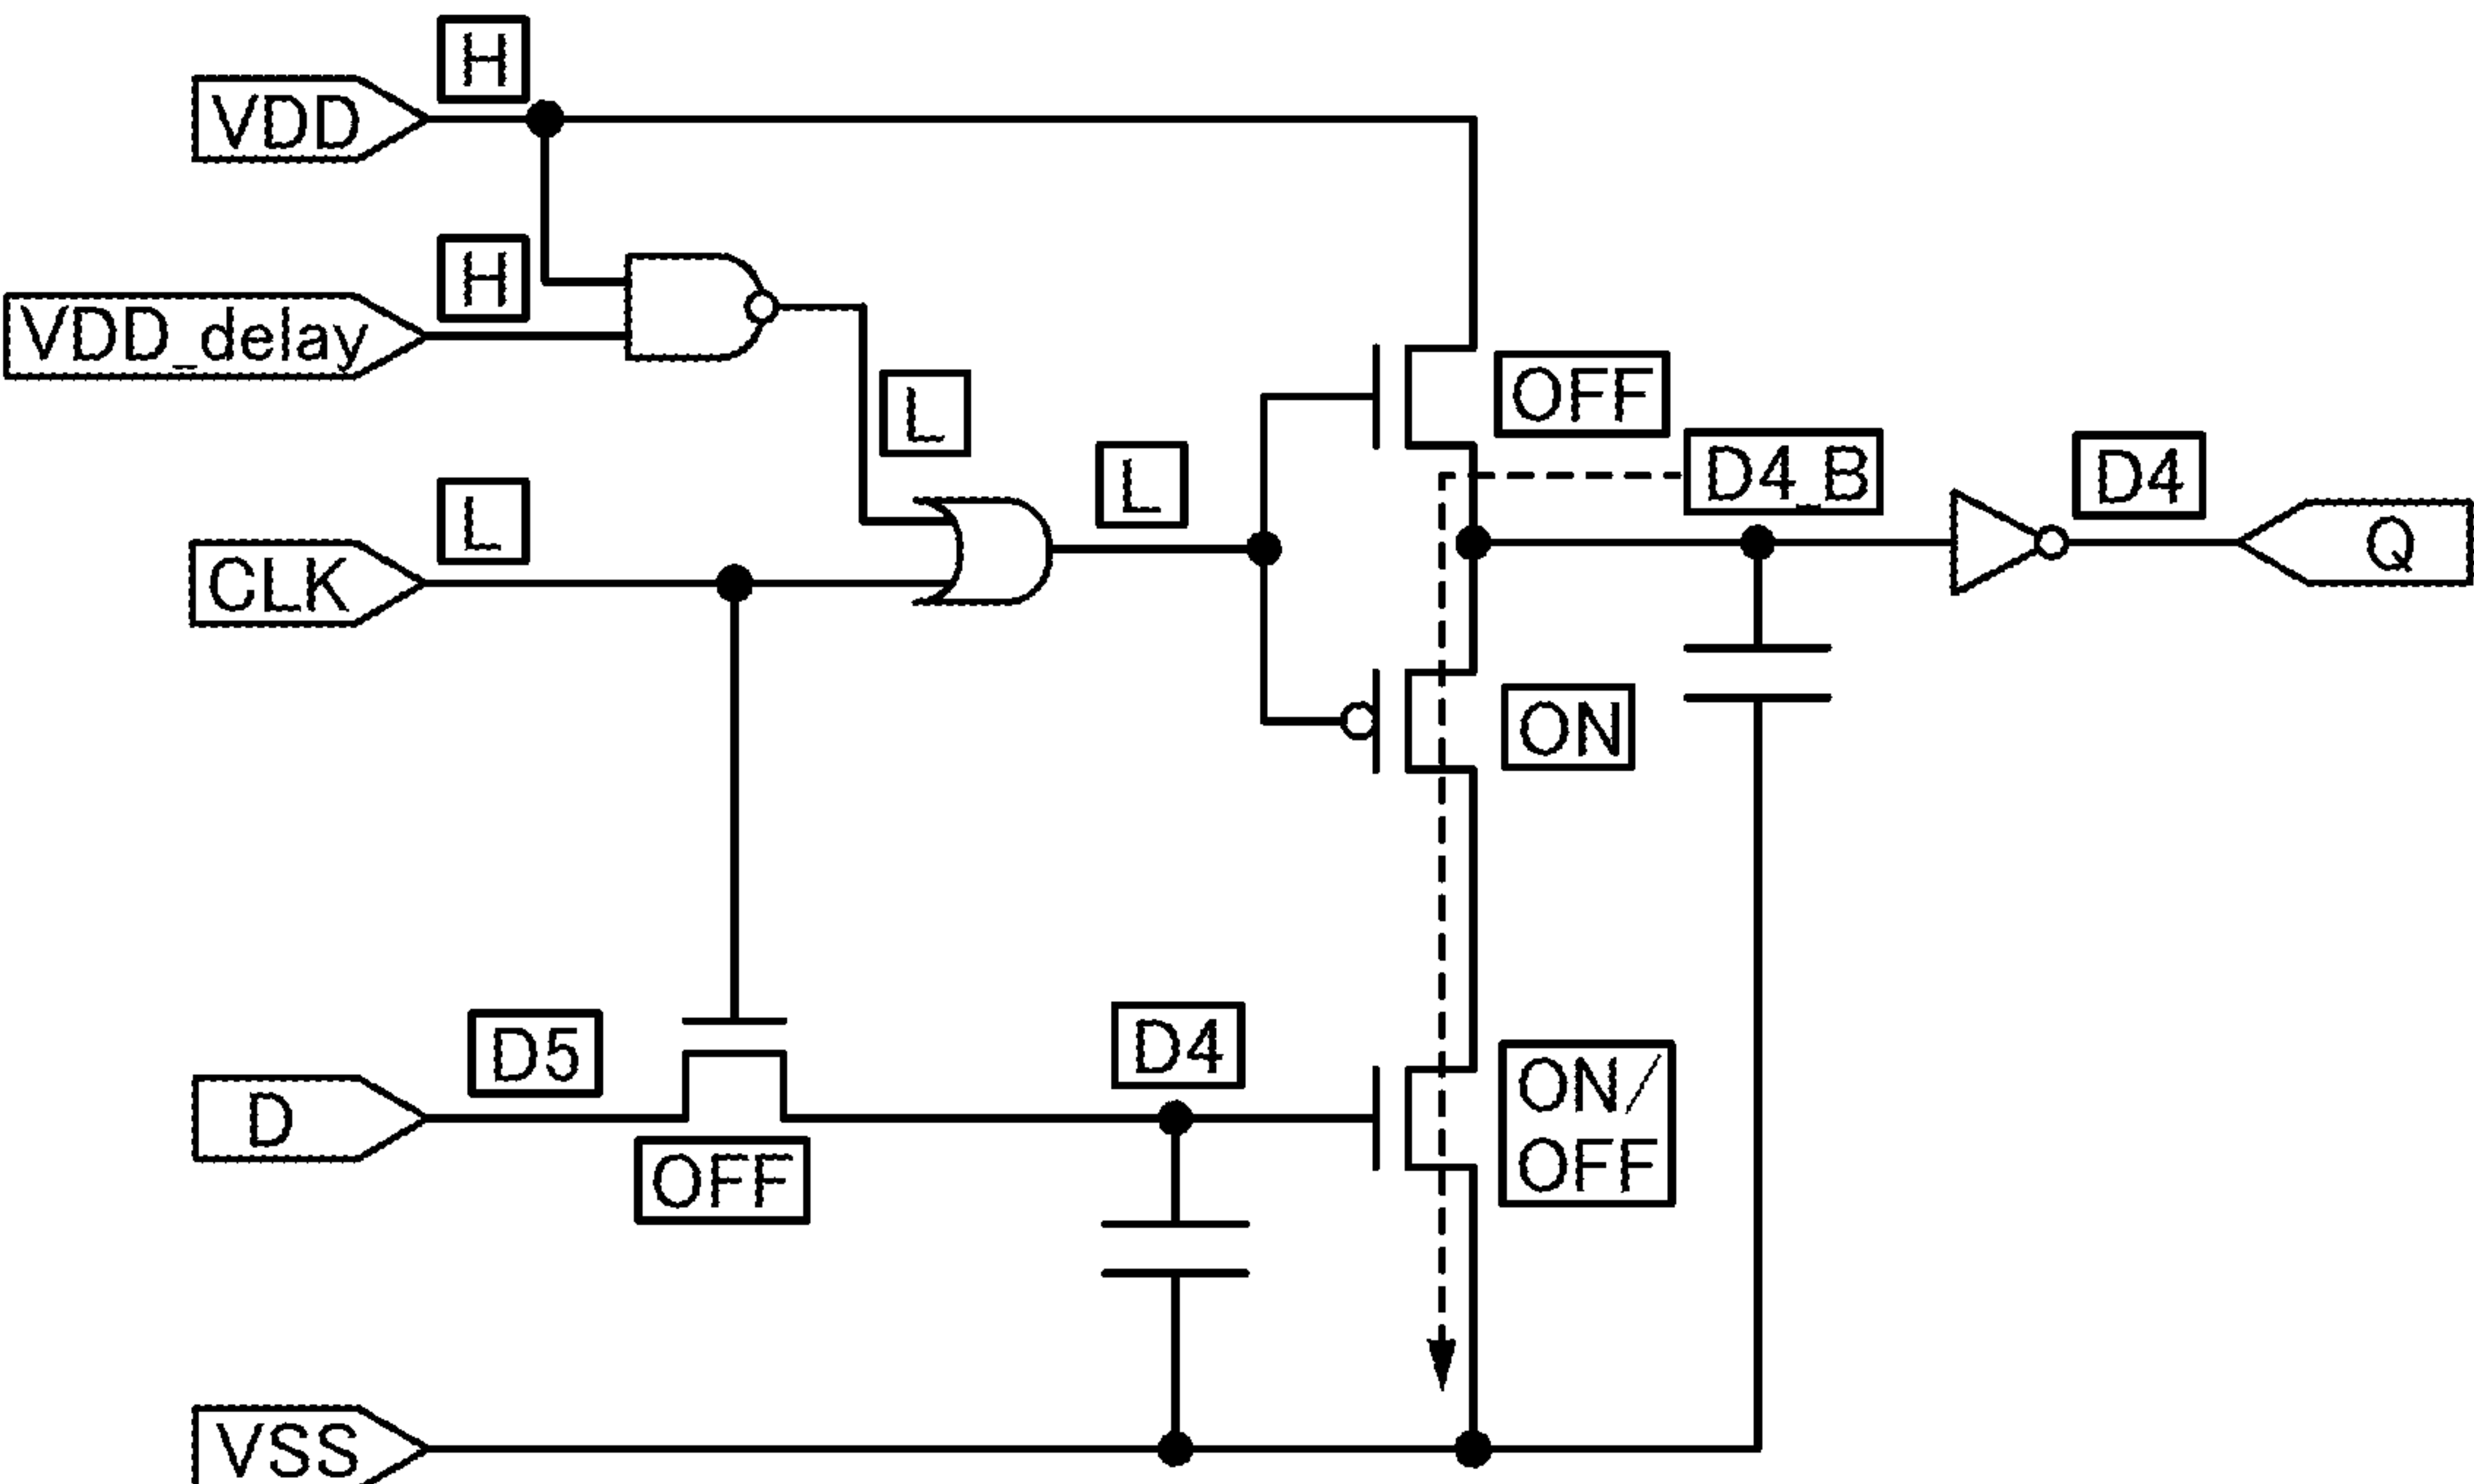 H
VDD
H
VDD_delay
L
OFF
L
D4_B
D4
L
CLK
Q
ON
D5
D4
ON/
OFF
D
OFF
VSS